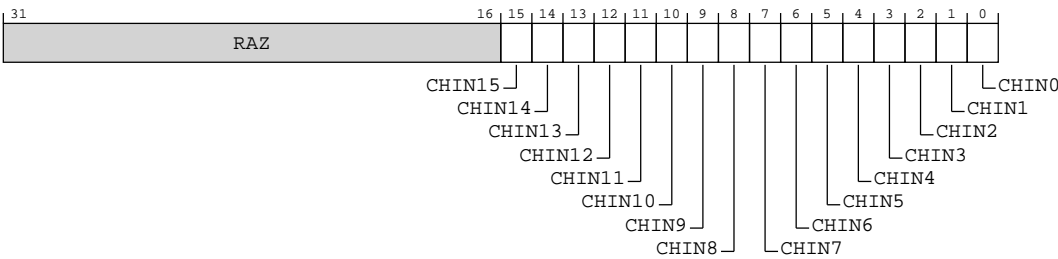 31 16 15 14 13 12 11 10 9 8 7 6 5 4 3 2 1 0
RAZ
CHIN15 CHIN0
CHIN14 CHIN1
CHIN13 CHIN2
CHIN12 CHIN3
CHIN11 CHIN4
CHIN10 CHIN5
CHIN9 CHIN6
CHIN8 CHIN7